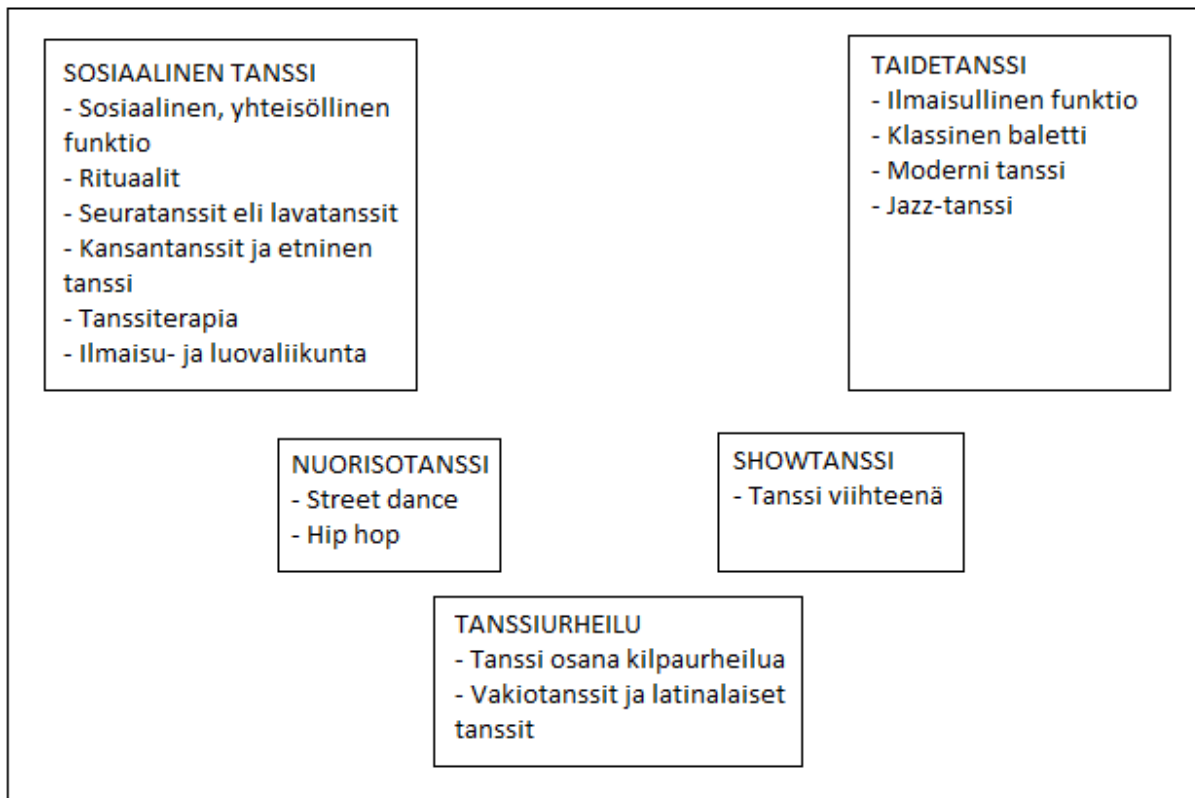 SOSIAALINEN TANSSI
- Sosiaalinen, yhteisöllinen
funktio
- Rituaalit
- Seuratanssit eli lavatanssit
- Kansantanssit ja etninen
tanssi
- Tanssiterapia
- Ilmaisu- ja luovaliikunta
TAIDETANSSI
- Ilmaisullinen funktio
- Klassinen baletti
- Moderni tanssi
- Jazz-tanssi
NUORISOTANSSI
- Street dance
- Hip hop
SHOWTANSSI
- Tanssi viihteenä
TANSSIURHEILU
- Tanssi osana kilpaurheilua
- Vakiotanssit ja latinalaiset
tanssit